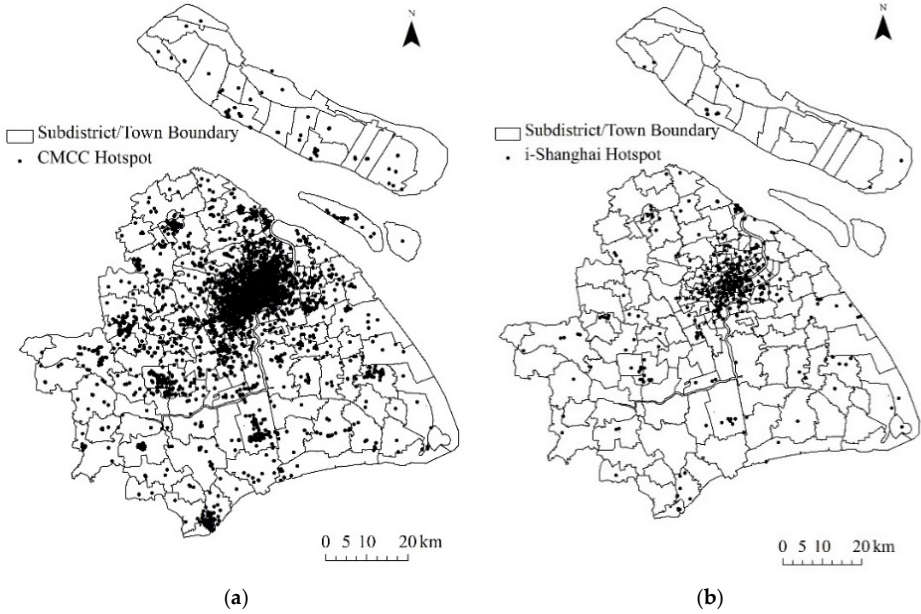 N
Subdistrict/Town Boundary
CMCC Hotspot
0 5 10 20 km
(a)
N
Subdistrict/Town Boundary
i-Shanghai Hotspot
0 5 10 20 km
(b)